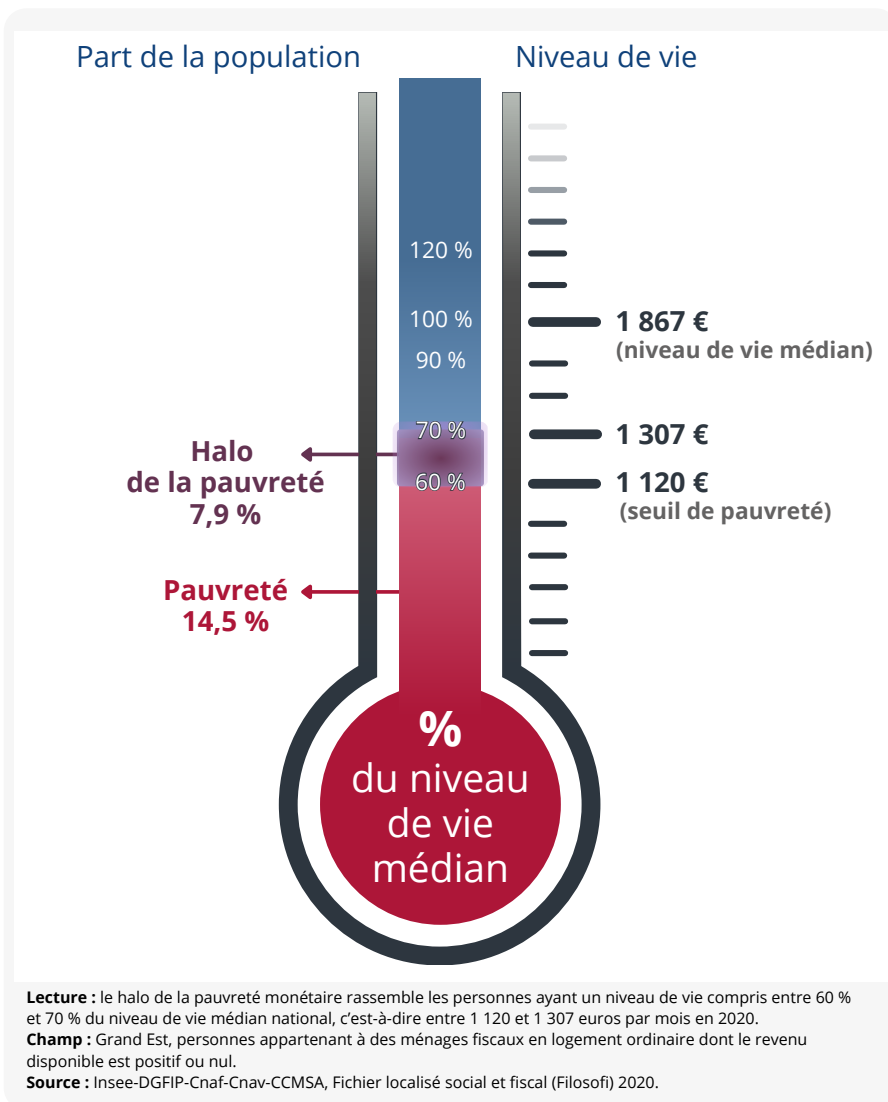 Part de la population
Niveau de vie
120 %
100 %
1 867 €
(niveau de vie médian)
90 %
70 %
1 307 €
Halo
de la pauvreté
7,9 %
60 %
1 120 €
(seuil de pauvreté)
Pauvreté
14,5 %
%
du niveau
de vie
médian
Lecture : le halo de la pauvreté monétaire rassemble les personnes ayant un niveau de vie compris entre 60 %
et 70 % du niveau de vie médian national, c’est-à-dire entre 1 120 et 1 307 euros par mois en 2020.
Champ : Grand Est, personnes appartenant à des ménages fiscaux en logement ordinaire dont le revenu
disponible est positif ou nul.
Source : Insee-DGFIP-Cnaf-Cnav-CCMSA, Fichier localisé social et fiscal (Filosofi) 2020.